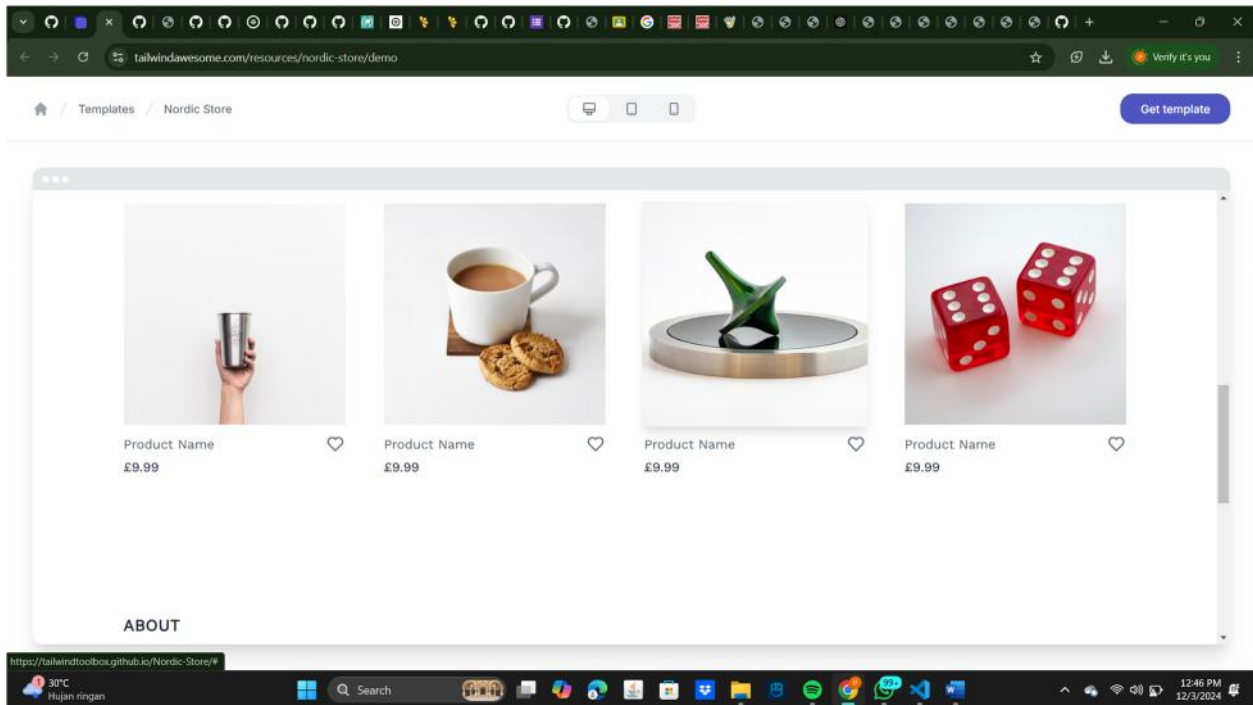 tailwindawesome.com/resources/nordic-store/demo
Verify it's you
Templates / Nordic Store
Get template
Product Name
£9.99
Product Name
£9.99
Product Name
£9.99
Product Name
£9.99
ABOUT
https://tailwindtoolbox.github.io/Nordic-Store/#
1
30°C
Hujan ringan
Search
99+
12:46 PM
12/3/2024